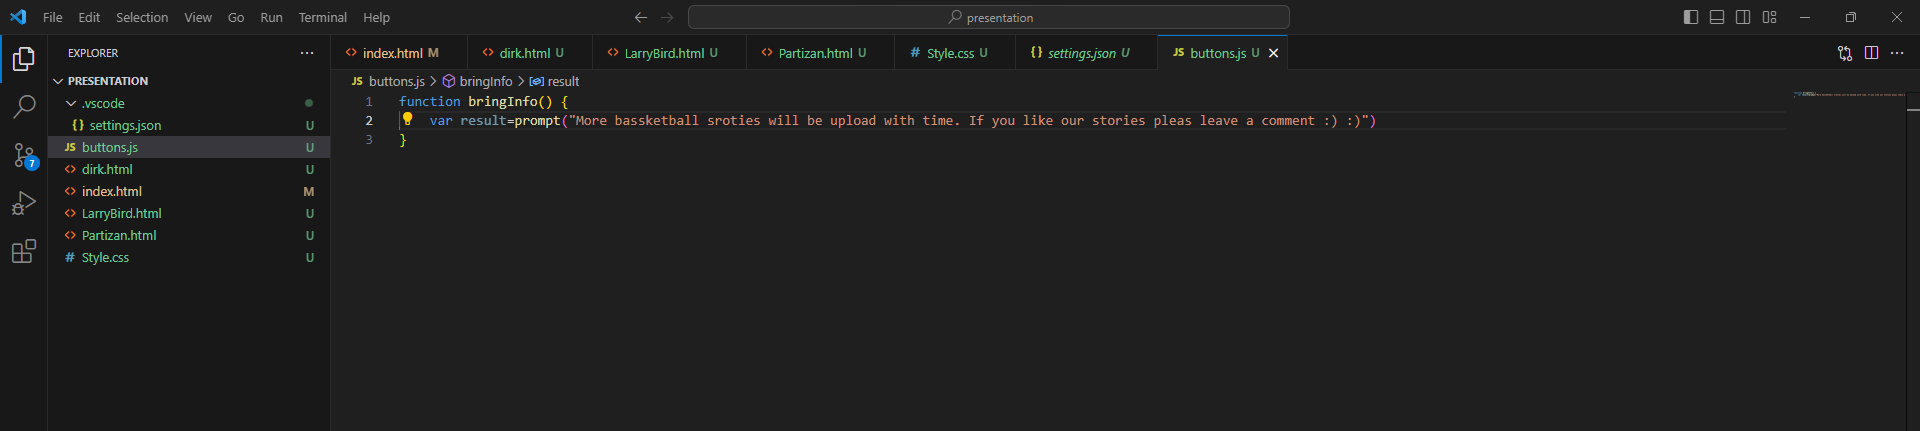 File Edit Selection View Go Run Terminal Help presentation
EXPLORER
PRESENTATION
.vscode
settings.json U
buttons.js U
dirk.html U
index.html M
LarryBird.html U
Partizan.html U
Style.css U
7
index.html M dirk.html U LarryBird.html U Partizan.html U Style.css U settings.json U buttons.js U
buttons.js > bringInfo > result
1 function bringInfo() {
2 var result=prompt("More bassketball sroties will be upload with time. If you like our stories pleas leave a comment :) :)")
3 }